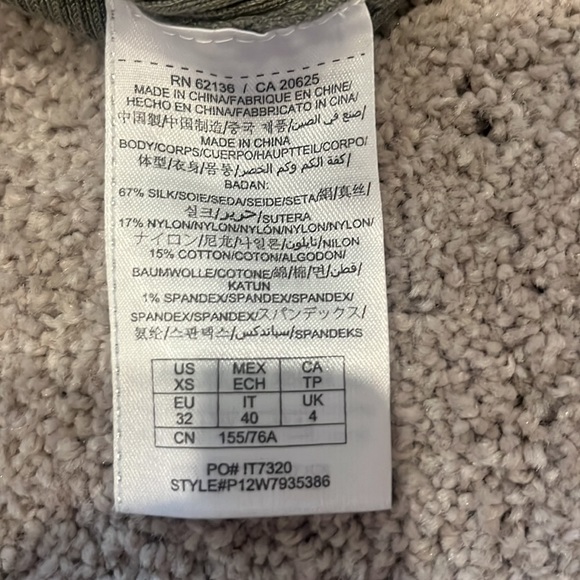 RN 62136 / CA 20625
MADE IN CHINA/FABRIQUE EN CHINE/
HECHO EN CHINA/FABBRICATO IN CINA/
中国製/中国制造/중국 제품/صنع في الصين/
MADE IN CHINA
BODY/CORPS/CUERPO/HAUPTTEIL/CORPO/
体型/衣身/몸통/كفة الكم وكم الخصر/
BADAN:
67% SILK/SOIE/SEDA/SEIDE/SETA/絹/真丝/
실크/حرير/SUTERA
17% NYLON/NYLON/NYLON/NYLON/NYLON/
ナイロン/尼龙/나일론/نايلون/NILON
15% COTTON/COTON/ALGODON/
BAUMWOLLE/COTONE/綿/棉/면/قطن/
KATUN
1% SPANDEX/SPANDEX/SPANDEX/
SPANDEX/SPANDEX/スパンデックス/
氨纶/스판덱스/سباندكس/SPANDEKS
US MEX CA
XS ECH TP
EU IT UK
32 40 4
CN 155/76A
PO# IT7320
STYLE#P12W7935386